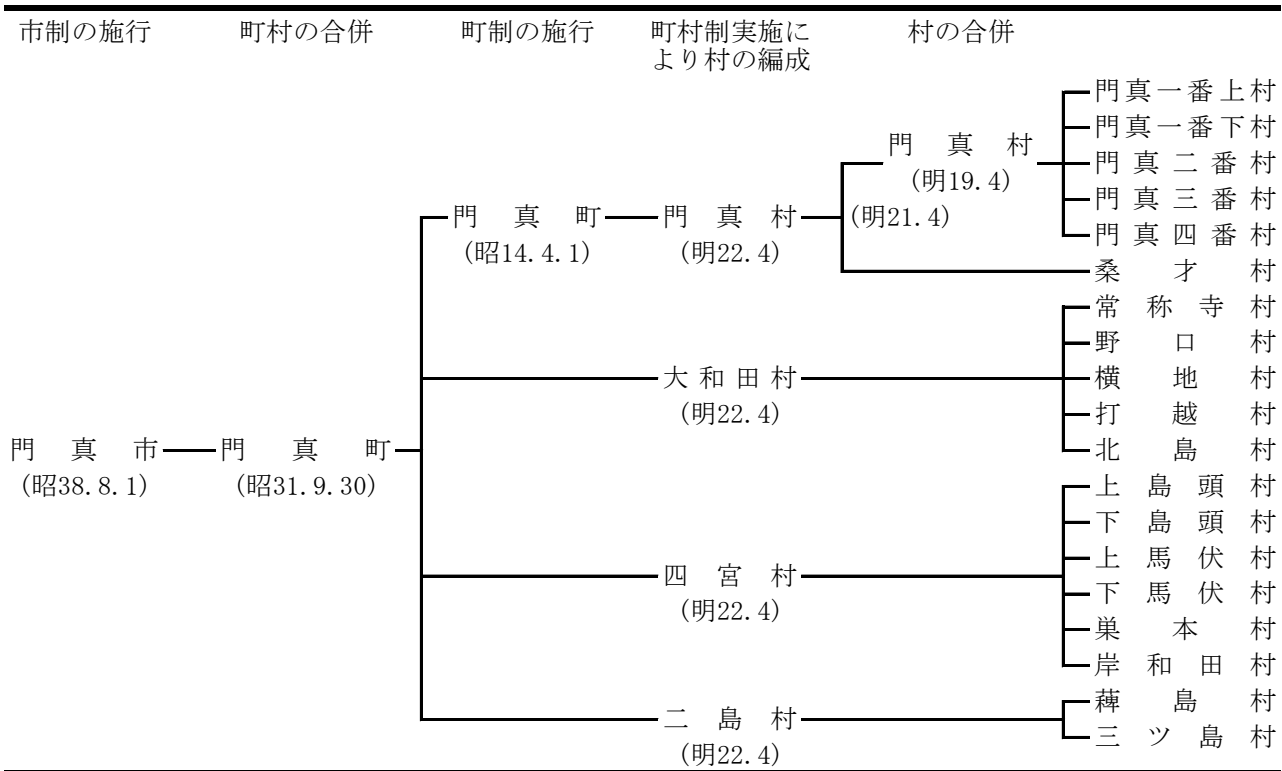 市制の施行 町村の合併 町制の施行 町村制実施に 村の合併
より村の編成
門真一番上村
門真一番下村
門真村
門真二番村
(明19.4)
門真三番村
門真町 門真村 (明21.4)
門真四番村
(昭14.4.1) (明22.4)
桑才村
常称寺村
野口村
大和田村 横地村
(明22.4) 打越村
門真市 門真町 北島村
(昭38.8.1) (昭31.9.30) 上島頭村
下島頭村
上馬伏村
四宮村 下馬伏村
(明22.4)
巣本村
岸和田村
薭島村
二島村
三ツ島村
(明22.4)